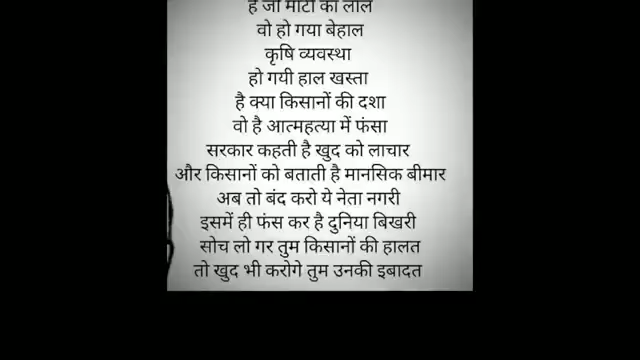 है जो माटी का लाल
वो हो गया बेहाल
कृषि व्यवस्था
हो गयी हाल खस्ता
है क्या किसानों की दशा
वो है आत्महत्या में फंसा
सरकार कहती है खुद को लाचार
और किसानों को बताती है मानसिक बीमार
अब तो बंद करो ये नेता नगरी
इसमें ही फंस कर है दुनिया बिखरी
सोच लो गर तुम किसानों की हालत
तो खुद भी करोगे तुम उनकी इबादत